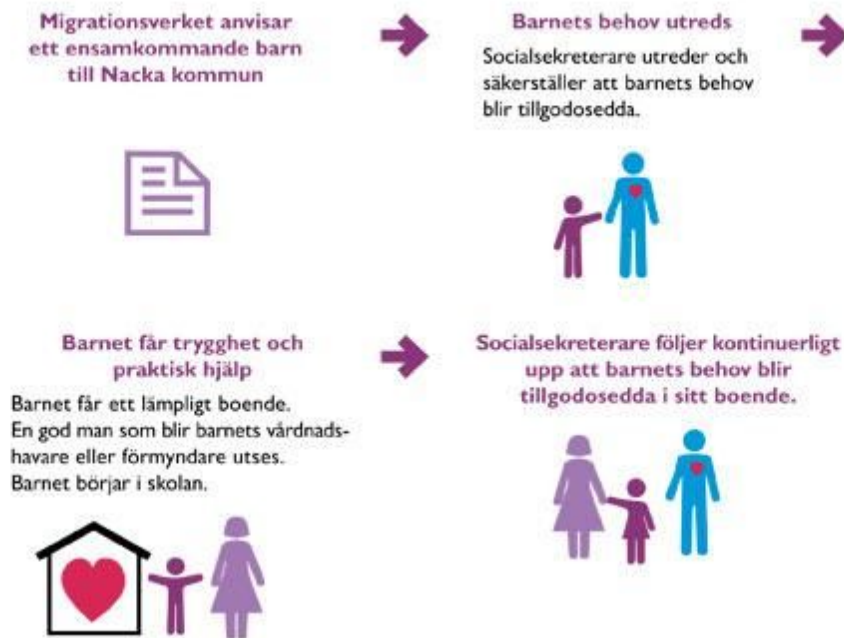 Migrationsverket anvisar
ett ensamkommande barn
till Nacka kommun
Barnets behov utreds
Socialsekreterare utreder och
säkerställer att barnets behov
blir tillgodosedda.
Barnet får trygghet och
praktisk hjälp
Barnet får ett lämpligt boende.
En god man som blir barnets vårdnads-
havare eller förmyndare utses.
Barnet börjar i skolan.
Socialsekreterare följer kontinuerligt
upp att barnets behov blir
tillgodosedda i sitt boende.